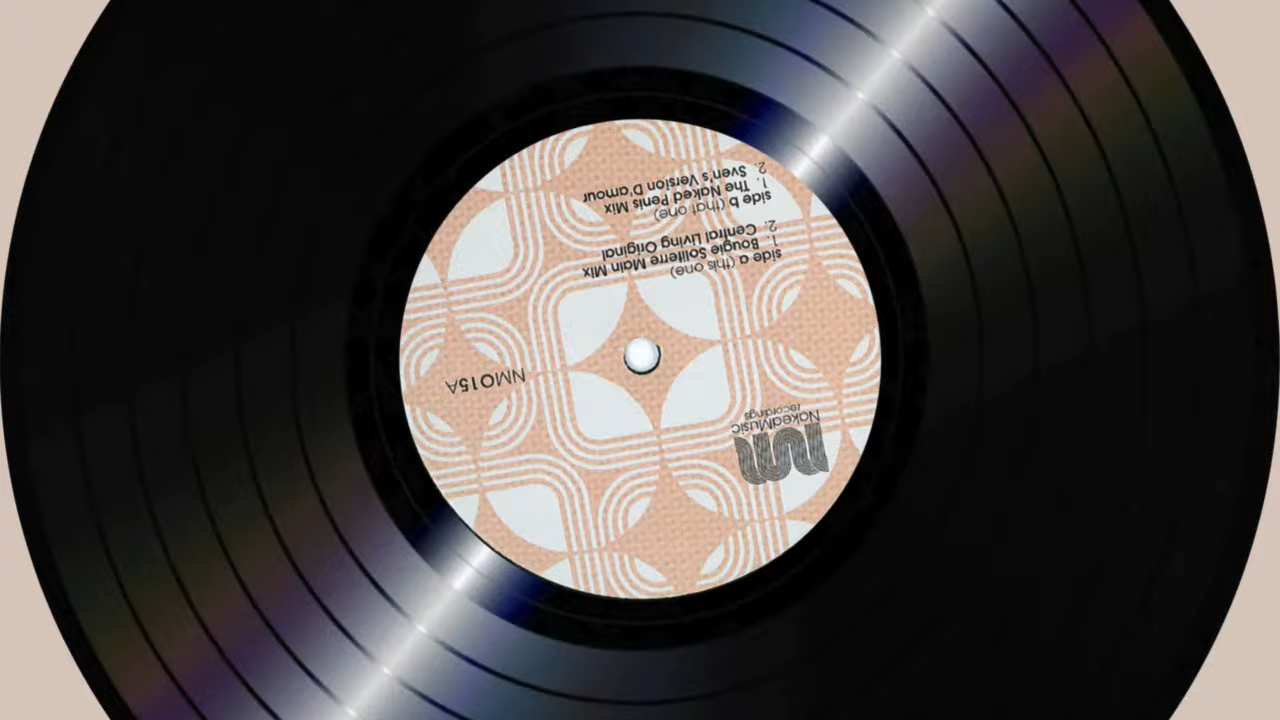 NakedMusic
recordings
NMO15A
side a (this one)
1. Bougie Soliterre Main Mix
2. Central Living Original
side b (that one)
1. The Naked Penis Mix
2. Sven's Version D'amour